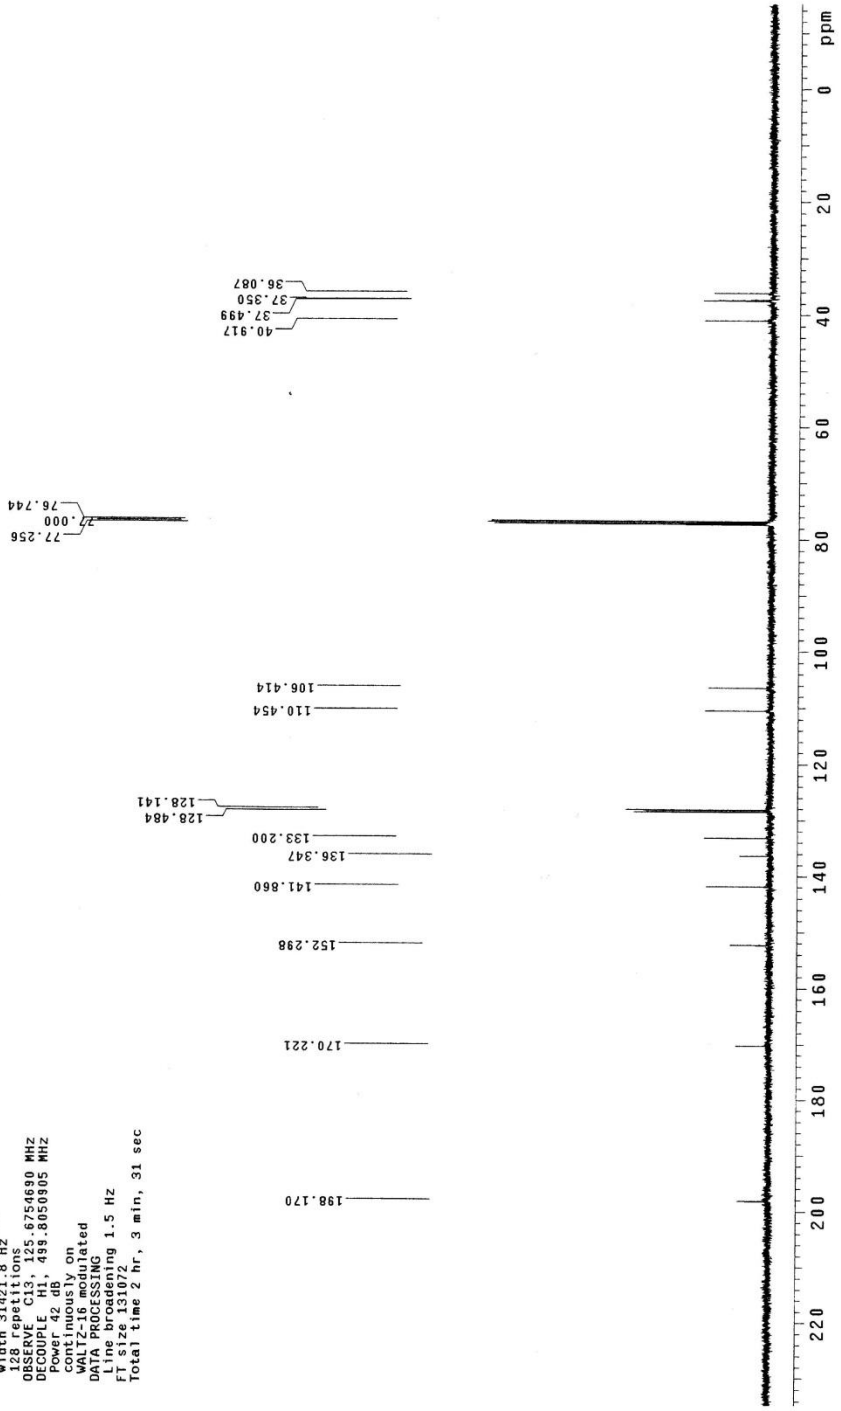 Width 31421.8 Hz
128 repetitions
OBSERVE C13, 125.6754690 MHz
DECOUPLE H1, 499.8050905 MHz
Power 42 dB
continuously on
WALTZ-16 modulated
DATA PROCESSING
Line broadening 1.5 Hz
FT size 131072
Total time 2 hr, 3 min, 31 sec
198.170
170.221
152.298
141.860
136.347
133.200
128.484
128.141
110.454
106.414
77.256
77.000
76.744
40.917
37.499
37.350
36.087
220 200 180 160 140 120 100 80 60 40 20 0 ppm